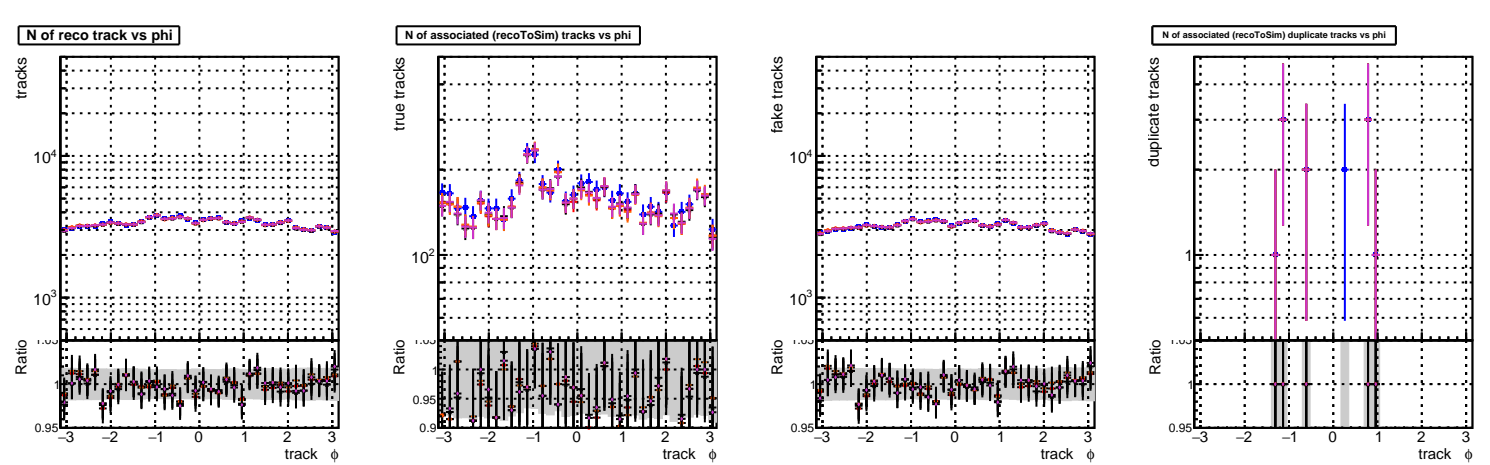 N of reco track vs phi
N of associated (recoToSim) tracks vs phi
N of associated (recoToSim) duplicate tracks vs phi
tracks
10⁴
10³
Ratio
1.05
1
0.95
−3 −2 −1 0 1 2 3
track ϕ
true tracks
10²
Ratio
1
0.95
0.9
−3 −2 −1 0 1 2 3
track ϕ
fake tracks
10⁴
10³
Ratio
1.05
1
0.95
−3 −2 −1 0 1 2 3
track ϕ
duplicate tracks
1
Ratio
1.05
1
0.95
−3 −2 −1 0 1 2 3
track ϕ